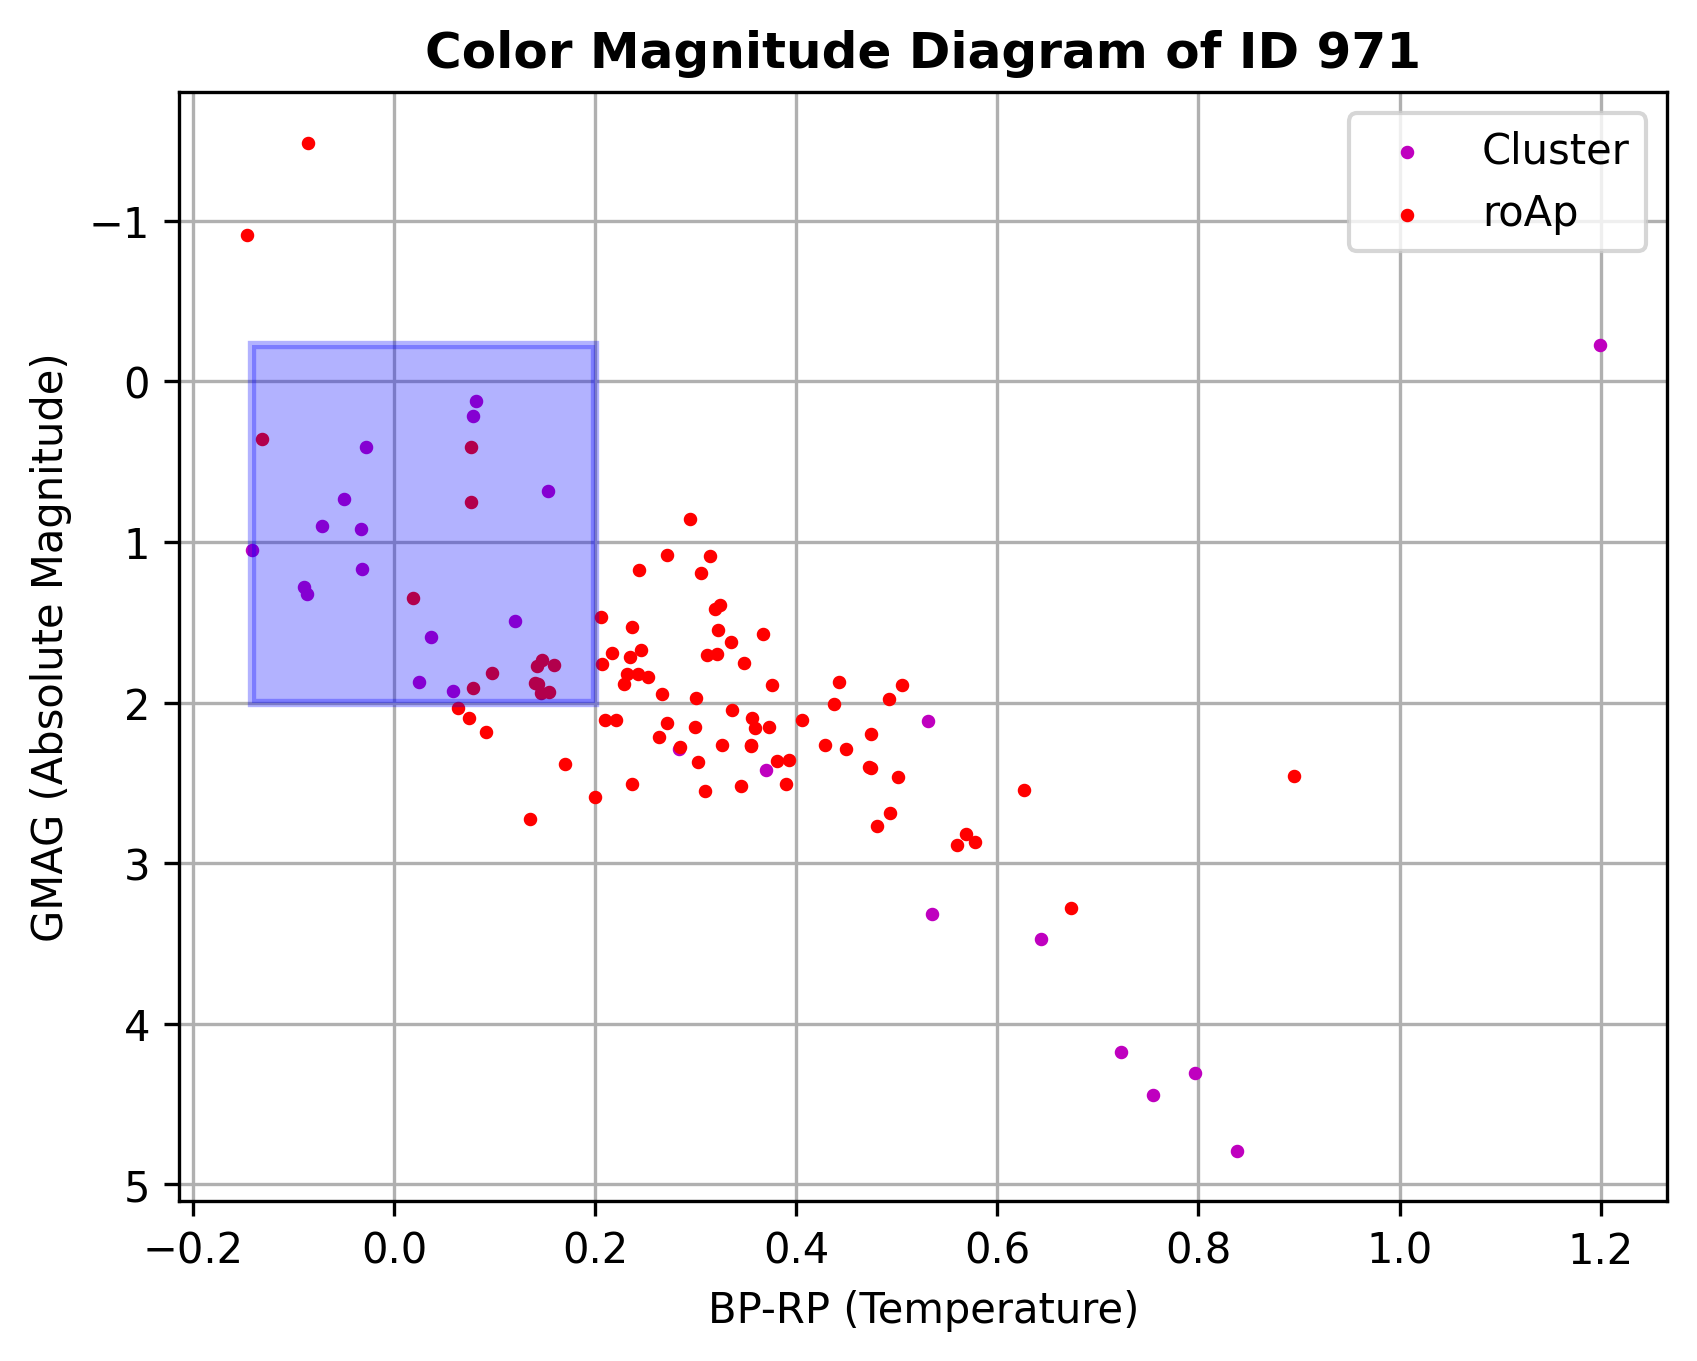 Color Magnitude Diagram of ID 971
Cluster
roAp
GMAG (Absolute Magnitude)
−1
0
1
2
3
4
5
−0.2 0.0 0.2 0.4 0.6 0.8 1.0 1.2
BP-RP (Temperature)